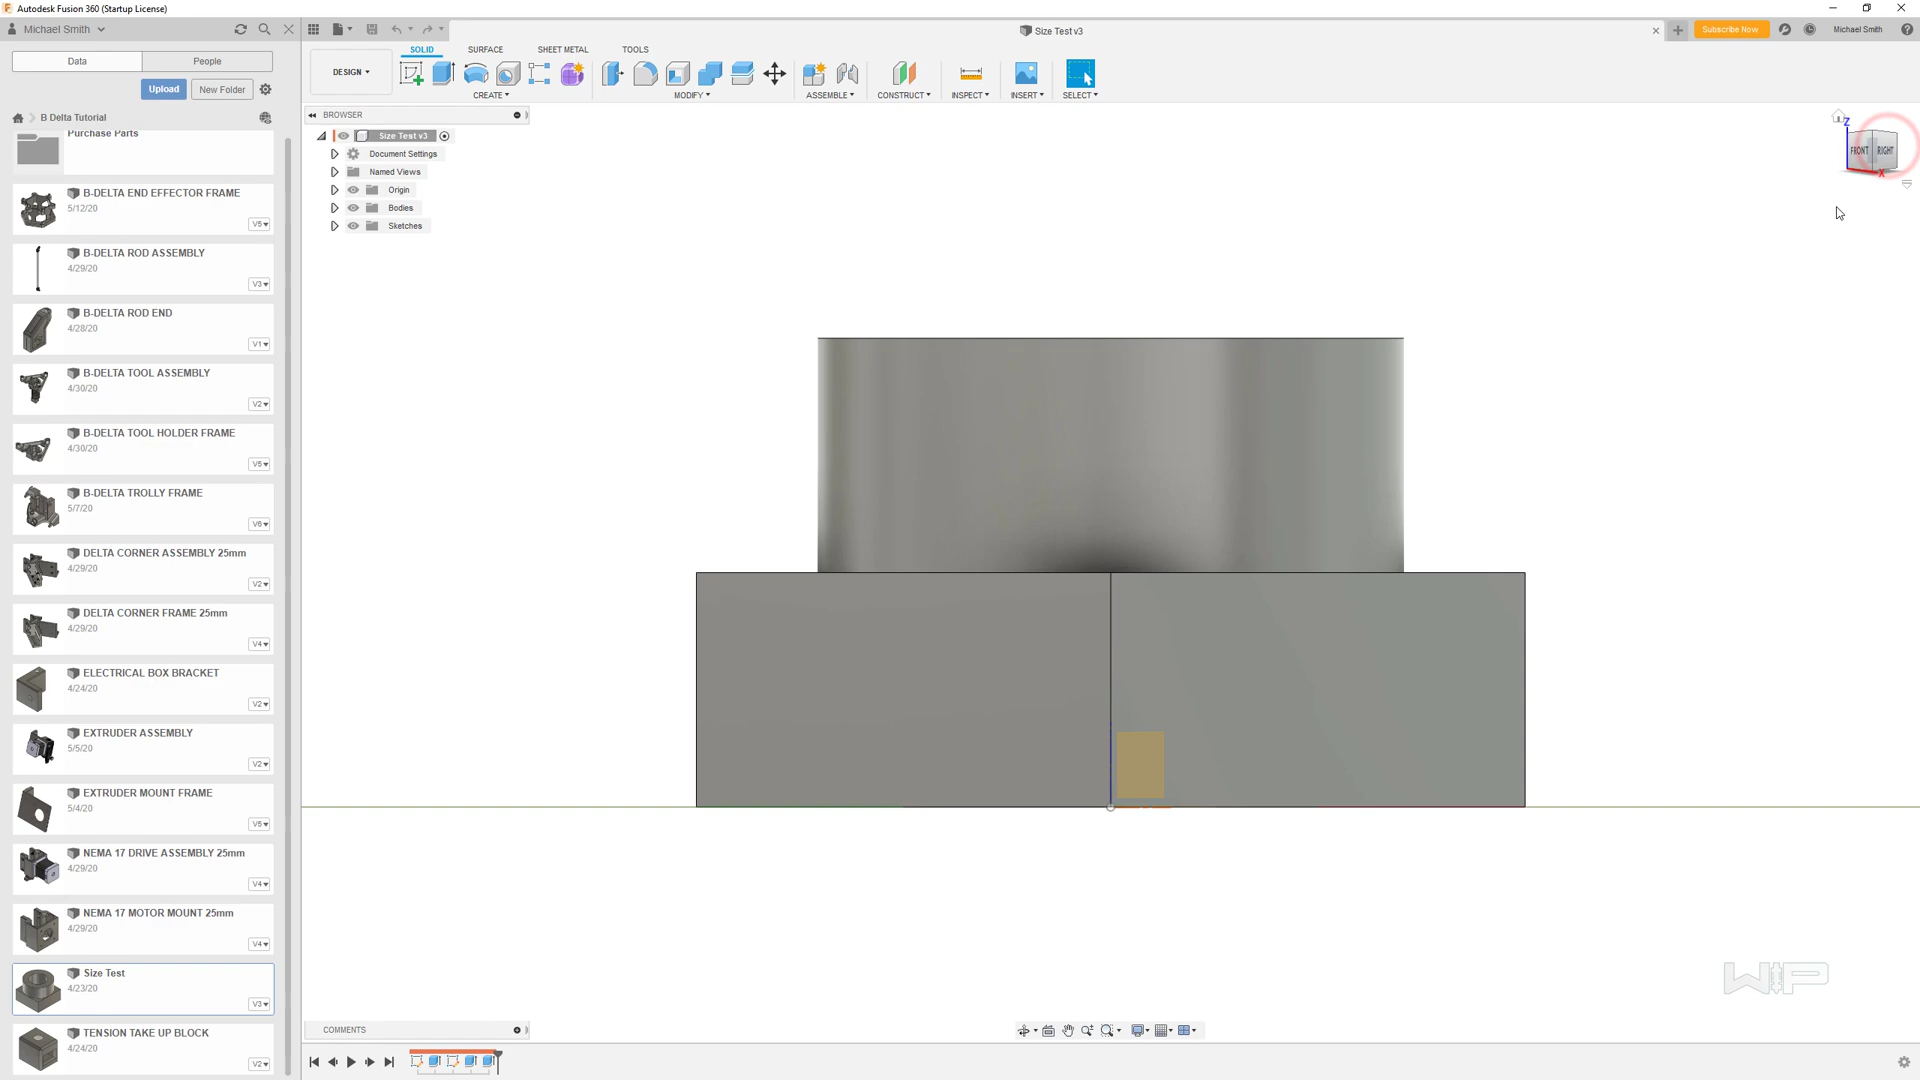 Autodesk Fusion 360 (Startup License)
Michael Smith
Data
People
Upload
New Folder
B Delta Tutorial
Purchase Parts
B-DELTA END EFFECTOR FRAME
5/12/20
V5
B-DELTA ROD ASSEMBLY
4/29/20
V3
B-DELTA ROD END
4/28/20
V1
B-DELTA TOOL ASSEMBLY
4/30/20
V2
B-DELTA TOOL HOLDER FRAME
4/30/20
V5
B-DELTA TROLLY FRAME
5/7/20
V6
DELTA CORNER ASSEMBLY 25mm
4/29/20
V2
DELTA CORNER FRAME 25mm
4/29/20
V4
ELECTRICAL BOX BRACKET
4/24/20
V2
EXTRUDER ASSEMBLY
5/5/20
V2
EXTRUDER MOUNT FRAME
5/4/20
V5
NEMA 17 DRIVE ASSEMBLY 25mm
4/29/20
V4
NEMA 17 MOTOR MOUNT 25mm
4/29/20
V4
Size Test
4/23/20
V3
TENSION TAKE UP BLOCK
4/24/20
V2
Size Test v3
Subscribe Now
Michael Smith
DESIGN
SOLID
SURFACE
SHEET METAL
TOOLS
CREATE
MODIFY
ASSEMBLE
CONSTRUCT
INSPECT
INSERT
SELECT
BROWSER
Size Test v3
Document Settings
Named Views
Origin
Bodies
Sketches
Z
FRONT
RIGHT
X
WIP
COMMENTS